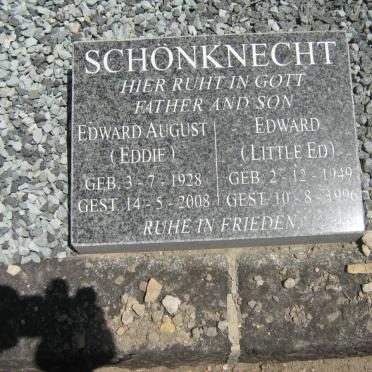 SCHÖNKNECHT
HIER RUHT IN GOTT
FATHER AND SON
EDWARD AUGUST
(EDDIE)
GEB. 3-7-1928
GEST. 14-5-2008
EDWARD
(LITTLE ED)
GEB. 2-12-1949
GEST. 10-8-1996
RUHE IN FRIEDEN